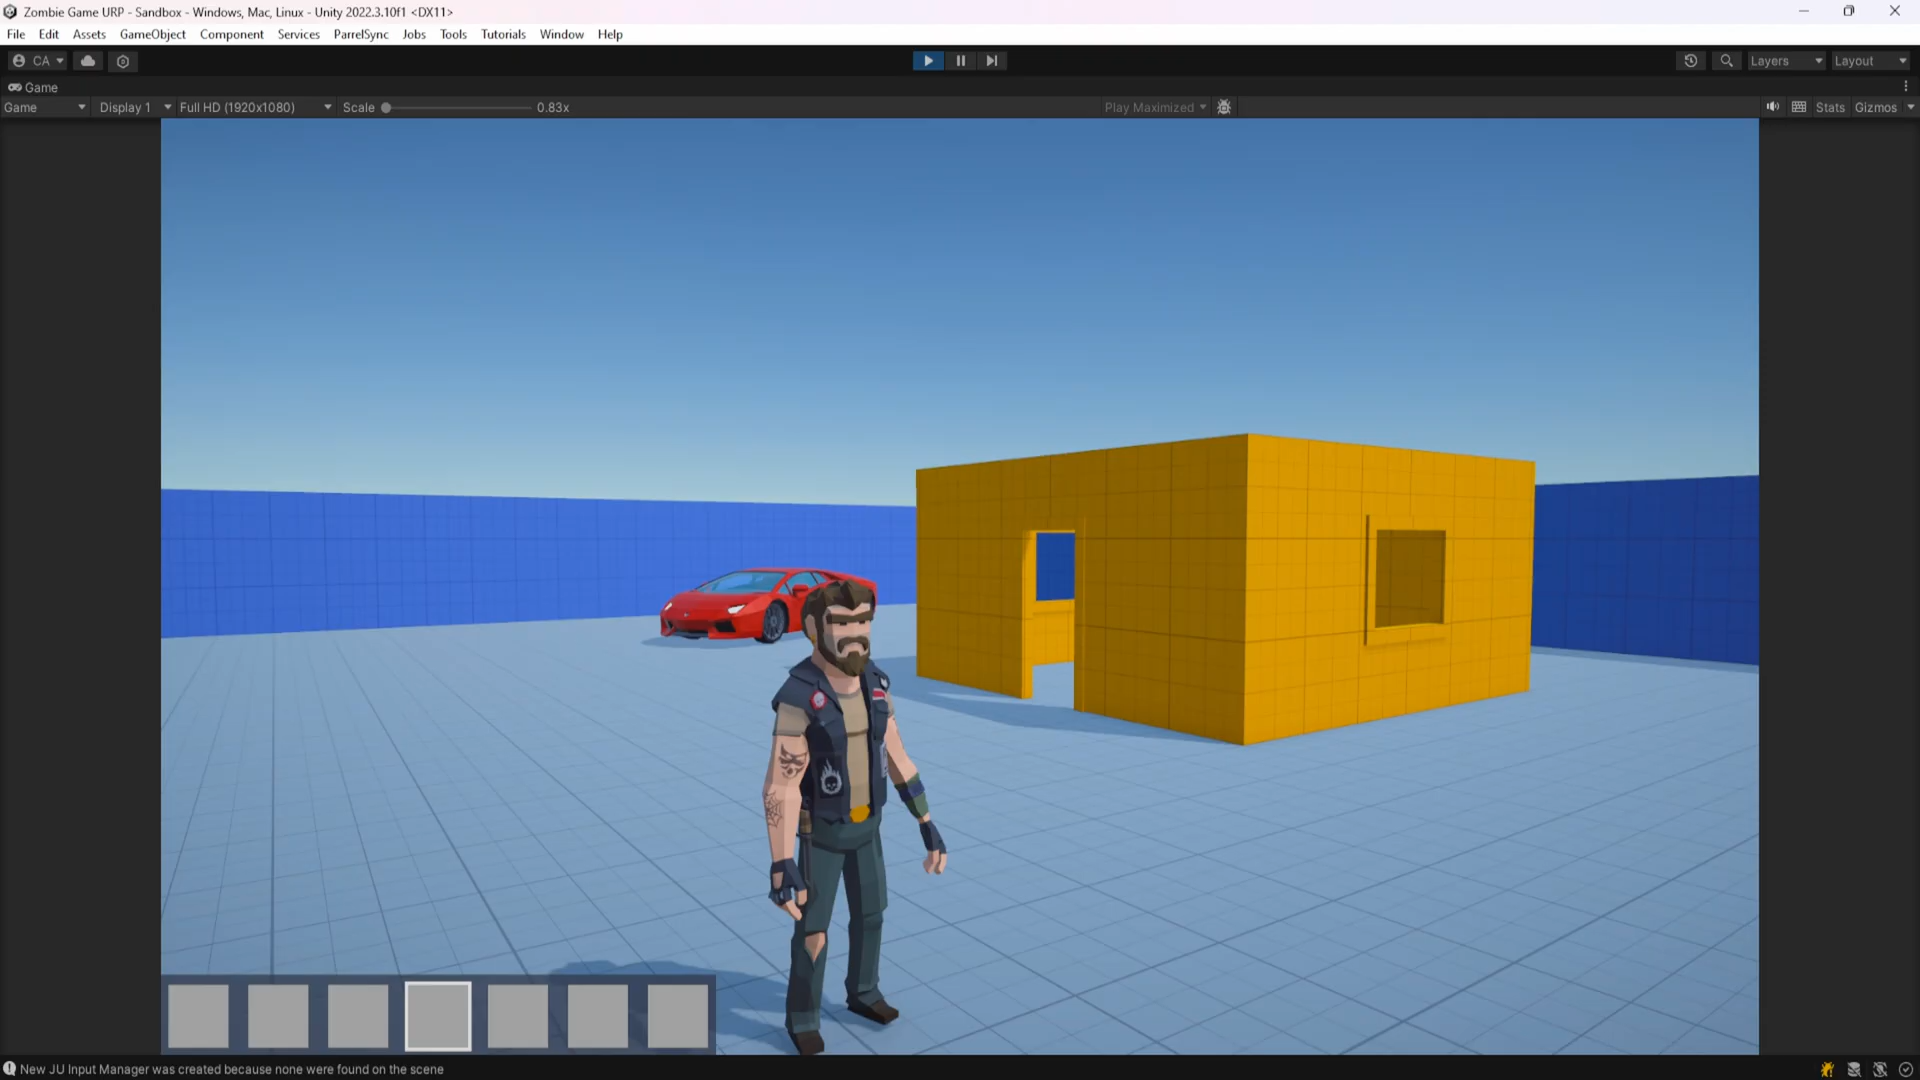 Zombie Game URP - Sandbox - Windows, Mac, Linux - Unity 2022.3.10f1 <DX11>
File Edit Assets GameObject Component Services ParrelSync Jobs Tools Tutorials Window Help
CA Layers Layout
Game
Game Display 1 Full HD (1920x1080) Scale 0.83x Play Maximized Stats Gizmos
New JU Input Manager was created because none were found on the scene